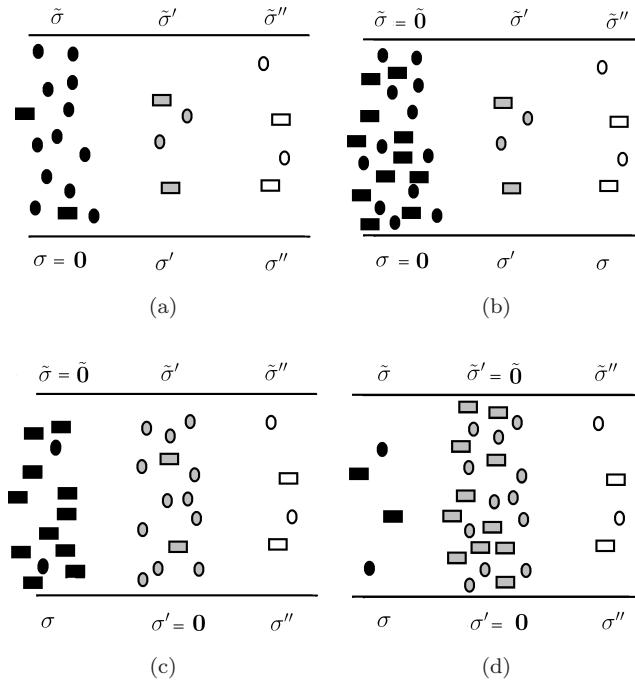 σ̃ σ̃′ σ̃″
σ̃ = 0̃ σ̃′ σ̃″
σ = 0 σ′ σ″
σ = 0 σ′ σ
(a) (b)
σ̃ = 0̃ σ̃′ σ̃″
σ̃ σ̃′ = 0̃ σ̃″
σ σ′ = 0 σ″
σ σ′ = 0 σ″
(c) (d)